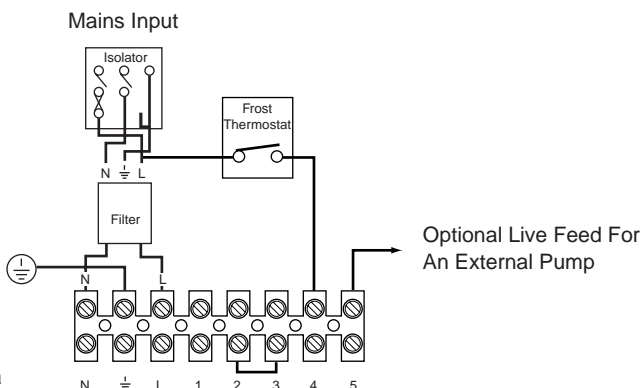 Mains Input
Isolator
Frost
Thermostat
N L
Filter
Optional Live Feed For
An External Pump
N L
N L 1 2 3 4 5